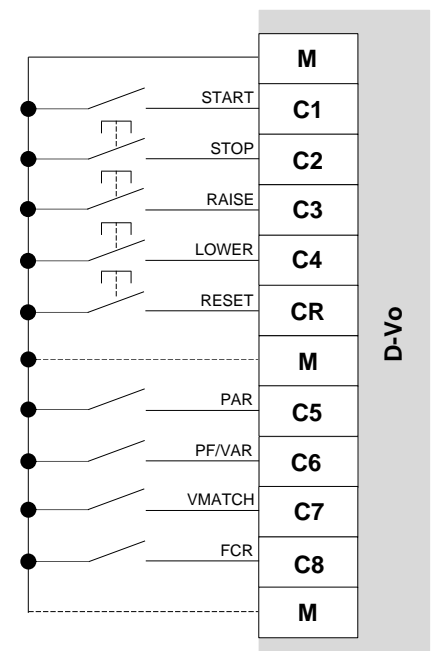 M
START C1
STOP C2
RAISE C3
LOWER C4
RESET CR
M
D-Vo
PAR C5
PF/VAR C6
VMATCH C7
FCR C8
M